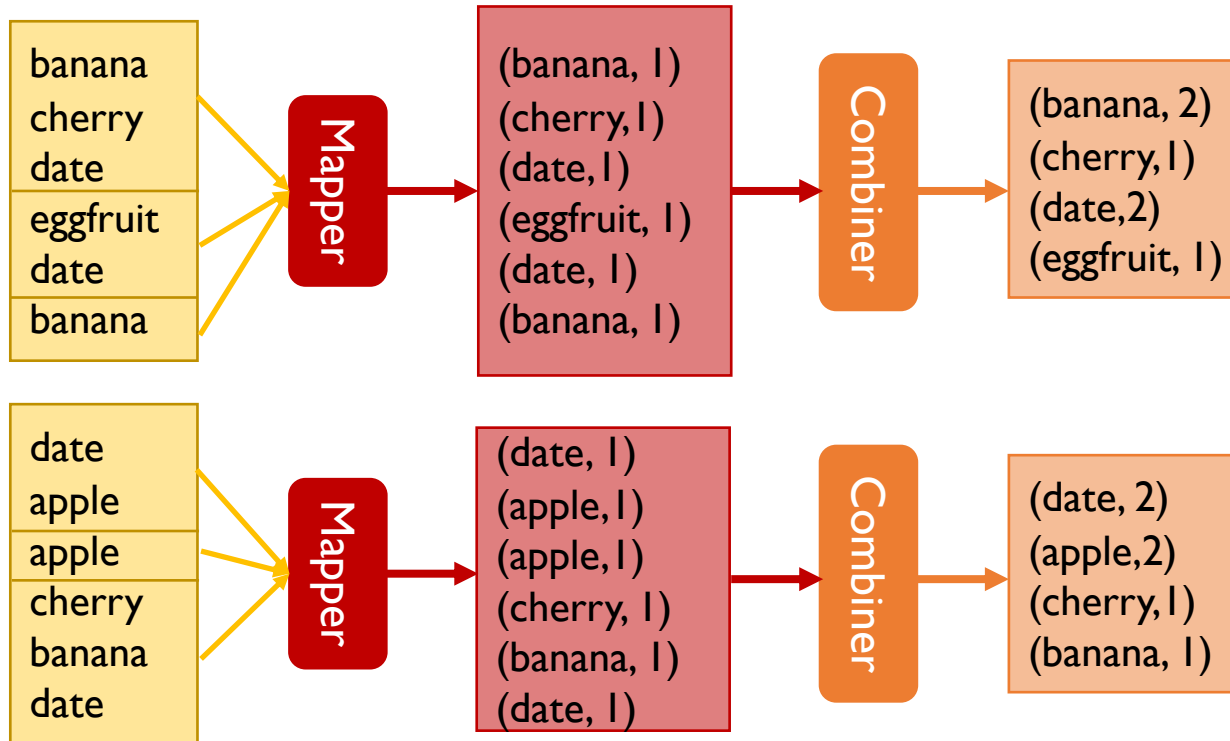 banana
cherry
date
eggfruit
date
banana
Mapper
(banana, 1)
(cherry,1)
(date,1)
(eggfruit, 1)
(date, 1)
(banana, 1)
Combiner
(banana, 2)
(cherry,1)
(date,2)
(eggfruit, 1)
date
apple
apple
cherry
banana
date
Mapper
(date, 1)
(apple,1)
(apple,1)
(cherry, 1)
(banana, 1)
(date, 1)
Combiner
(date, 2)
(apple,2)
(cherry,1)
(banana, 1)